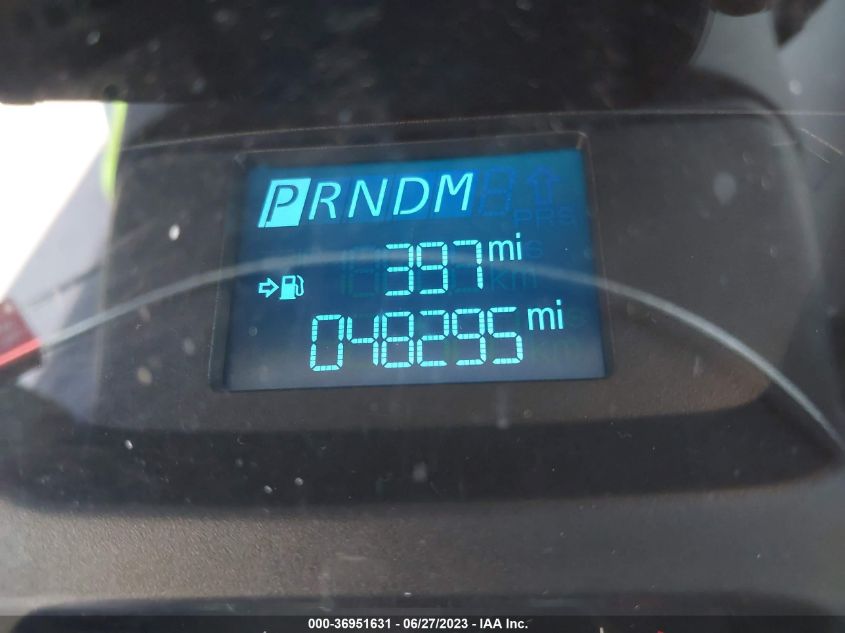 PRNDM
397 mi
048295 mi
000-36951631 - 06/27/2023 - IAA Inc.